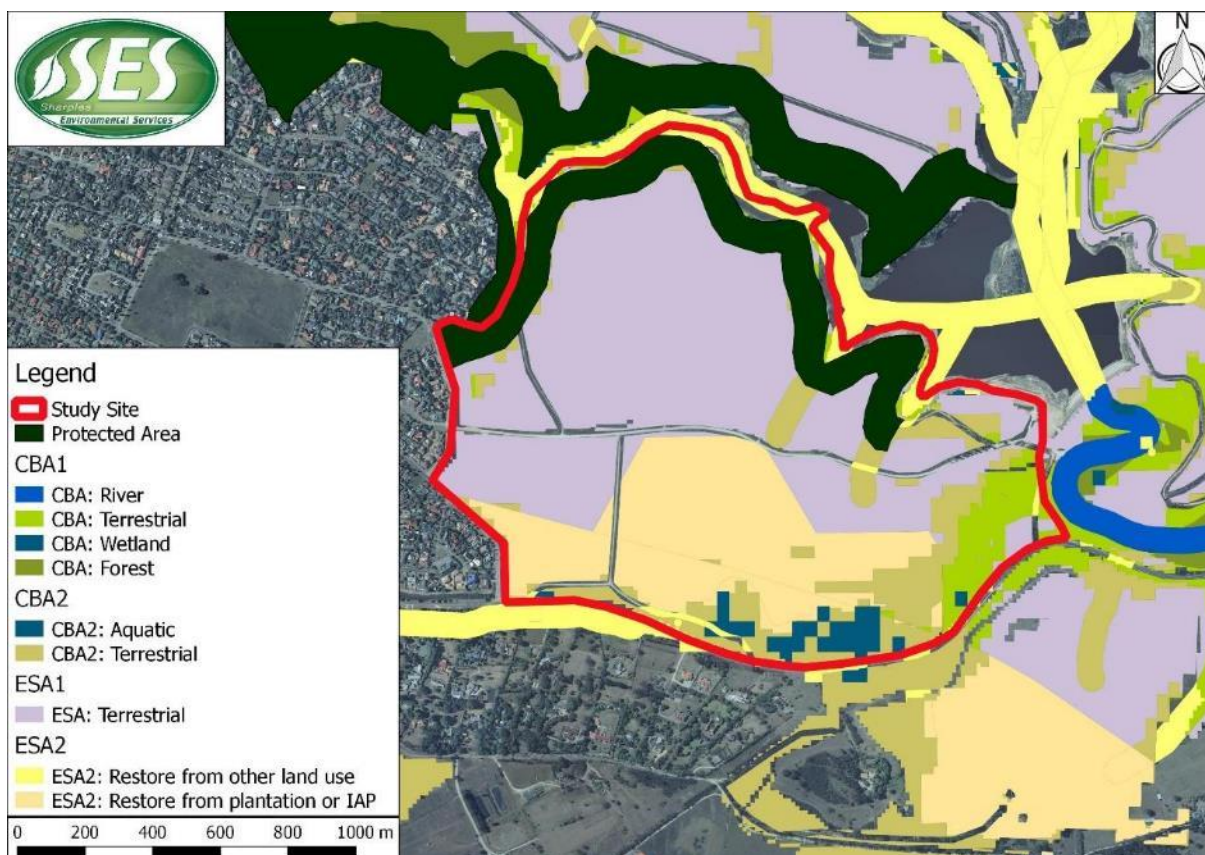 SES
Sharples
Environmental Services
N
Legend
Study Site
Protected Area
CBA1
CBA: River
CBA: Terrestrial
CBA: Wetland
CBA: Forest
CBA2
CBA2: Aquatic
CBA2: Terrestrial
ESA1
ESA: Terrestrial
ESA2
ESA2: Restore from other land use
ESA2: Restore from plantation or IAP
0 200 400 600 800 1000 m